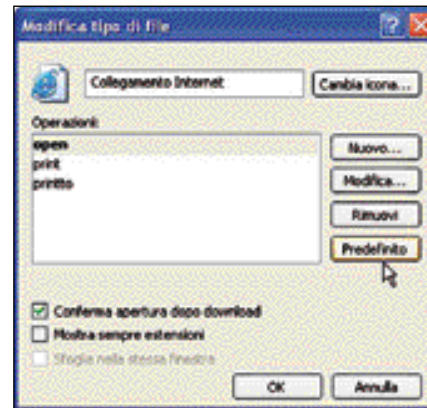 Modifica tipo di file
Collegamento Internet
Cambia icona...
Operazioni:
open
print
printto
Nuovo...
Modifica...
Rimuovi
Predefinito
Conferma apertura dopo download
Mostra sempre estensioni
Sfoglia nella stessa finestra
OK
Annulla